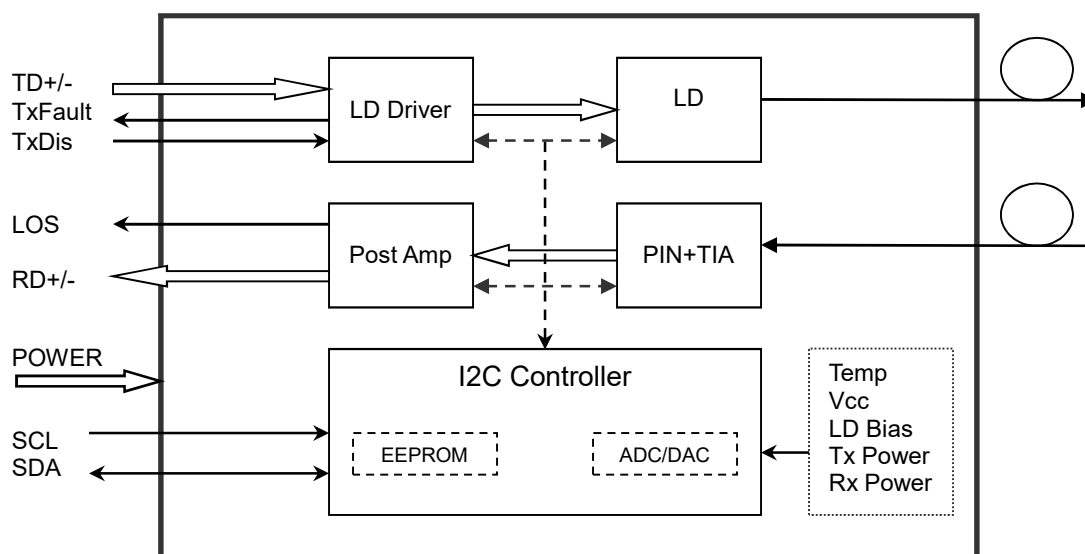 TD+/-
TxFault
TxDis
LD Driver
LD
LOS
RD+/-
Post Amp
PIN+TIA
POWER
SCL
SDA
I2C Controller
EEPROM
ADC/DAC
Temp
Vcc
LD Bias
Tx Power
Rx Power